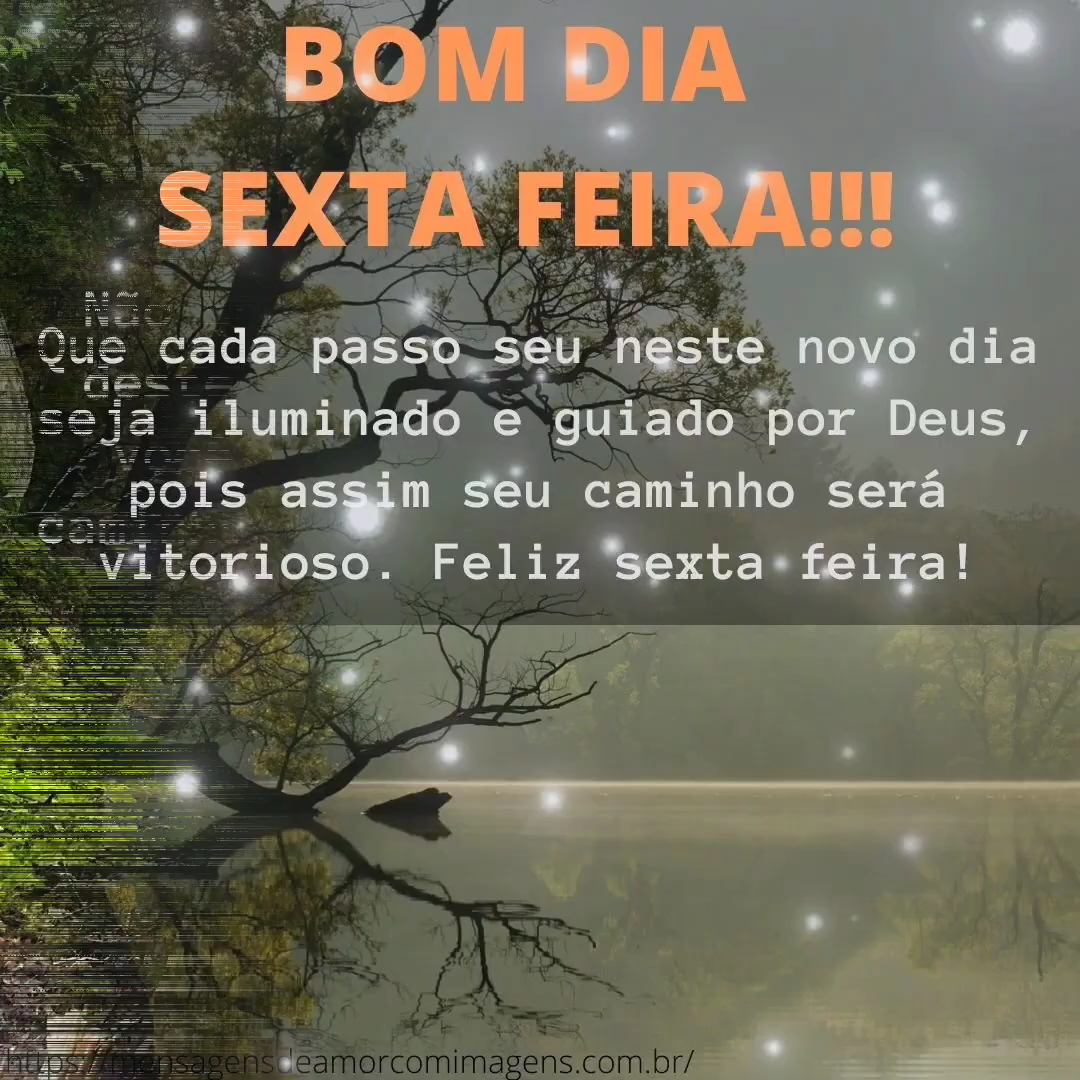 BOM DIA
SEXTA FEIRA!!!
Não
Que cada passo seu neste novo dia
seja iluminado e guiado por Deus,
pois assim seu caminho será
vitorioso. Feliz sexta feira!
https://mensagensdeamorcomimagens.com.br/